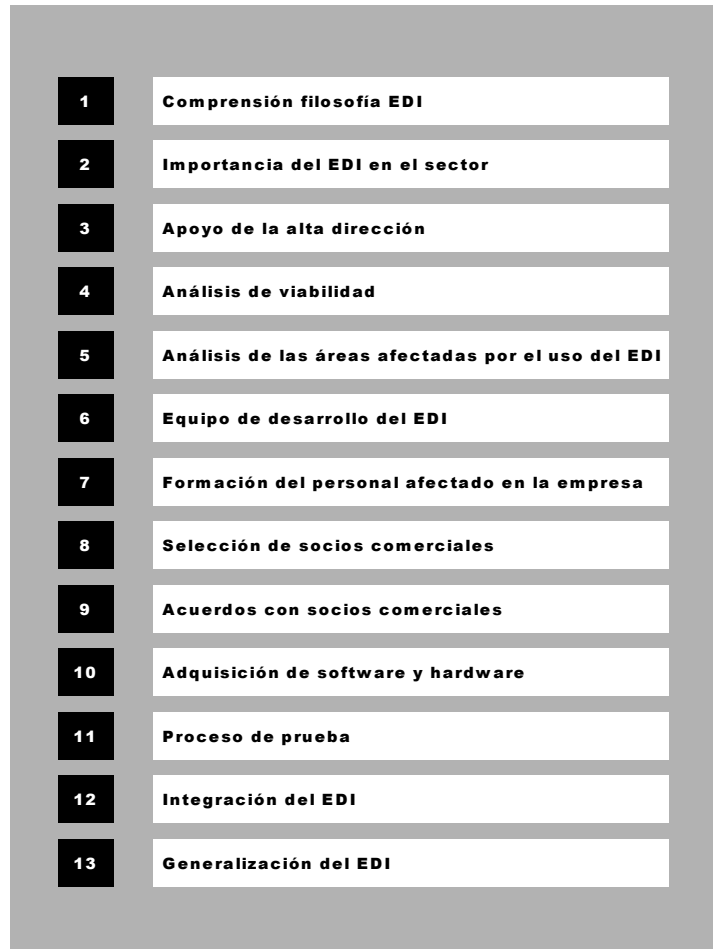 1 Comprensión filosofía EDI
2 Importancia del EDI en el sector
3 Apoyo de la alta dirección
4 Análisis de viabilidad
5 Análisis de las áreas afectadas por el uso del EDI
6 Equipo de desarrollo del EDI
7 Formación del personal afectado en la empresa
8 Selección de socios comerciales
9 Acuerdos con socios comerciales
10 Adquisición de software y hardware
11 Proceso de prueba
12 Integración del EDI
13 Generalización del EDI